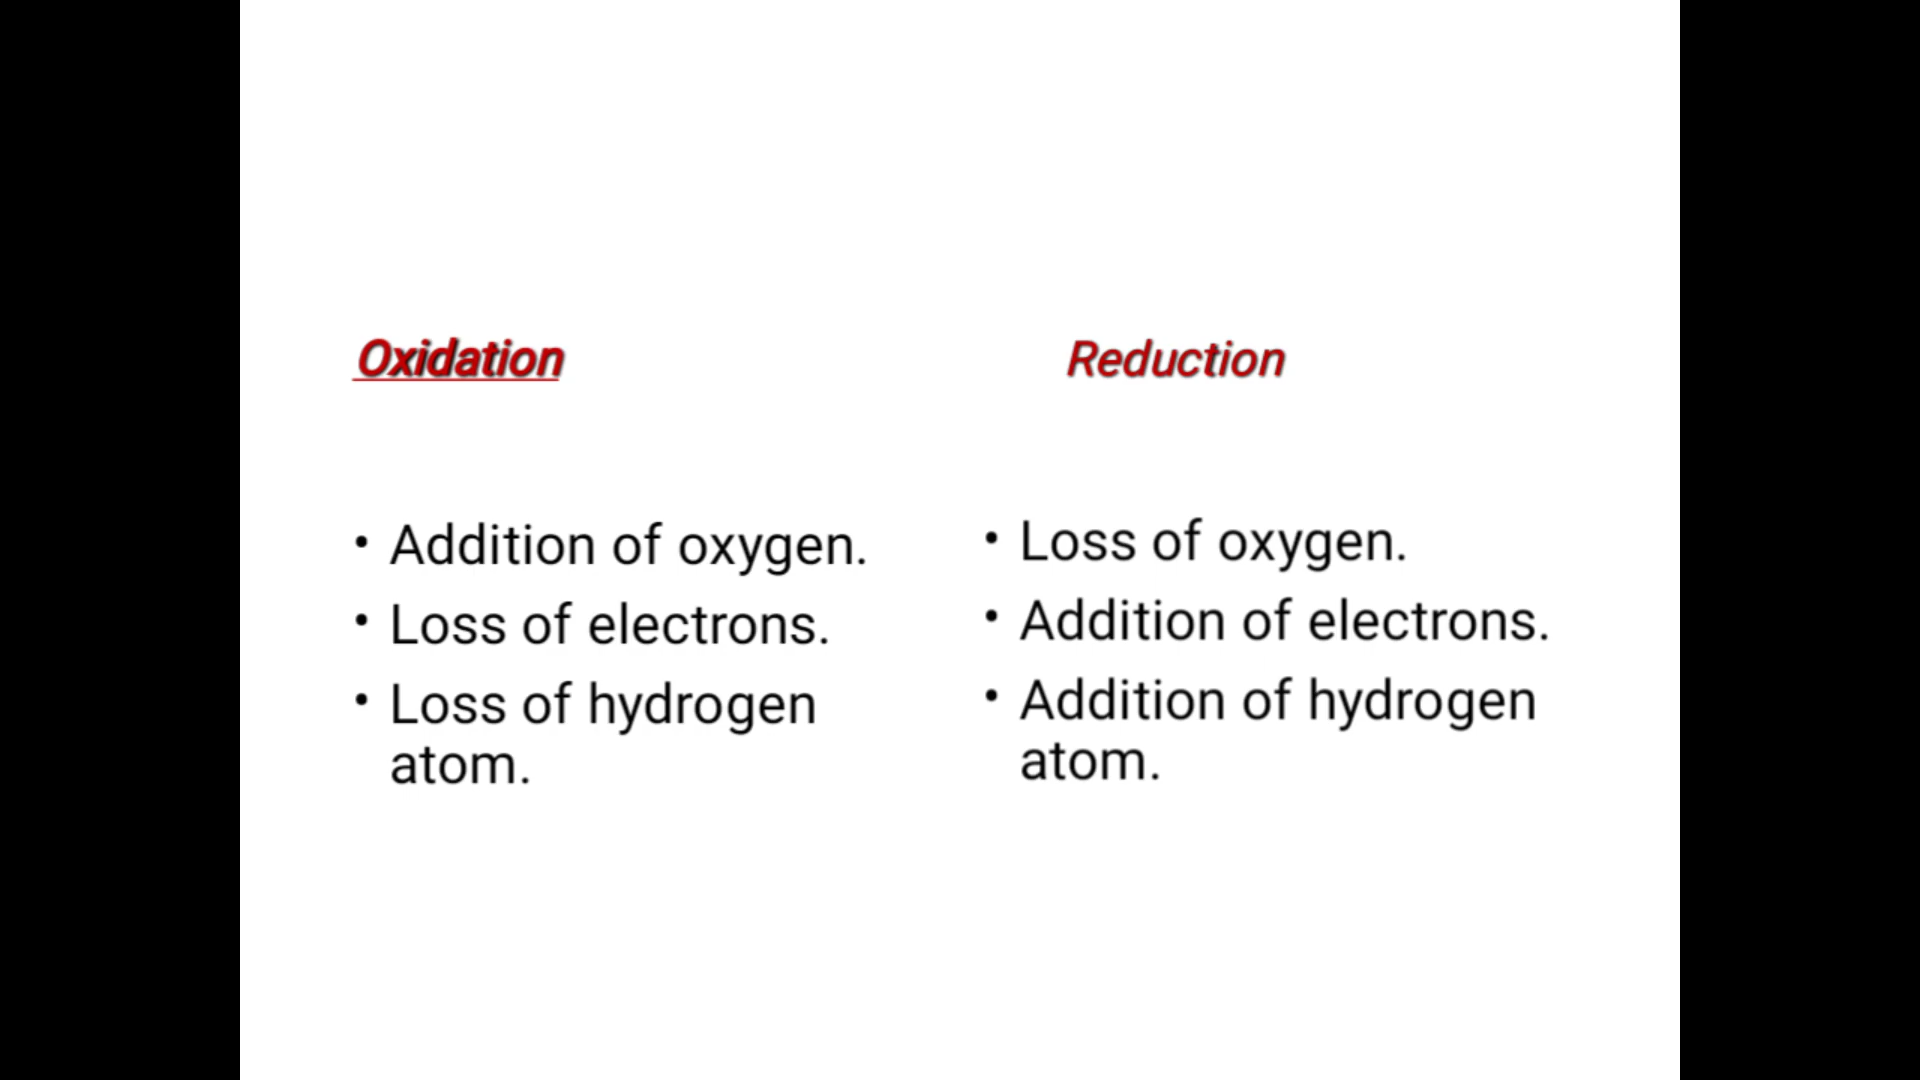 Oxidation
• Addition of oxygen.
• Loss of electrons.
• Loss of hydrogen
atom.
Reduction
• Loss of oxygen.
• Addition of electrons.
• Addition of hydrogen
atom.